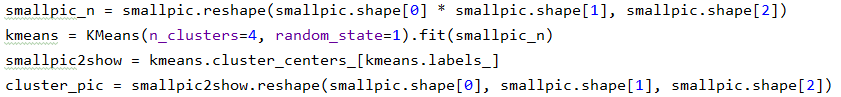 smallpic_n = smallpic.reshape(smallpic.shape[0] * smallpic.shape[1], smallpic.shape[2])
kmeans = KMeans(n_clusters=4, random_state=1).fit(smallpic_n)
smallpic2show = kmeans.cluster_centers_[kmeans.labels_]
cluster_pic = smallpic2show.reshape(smallpic.shape[0], smallpic.shape[1], smallpic.shape[2])